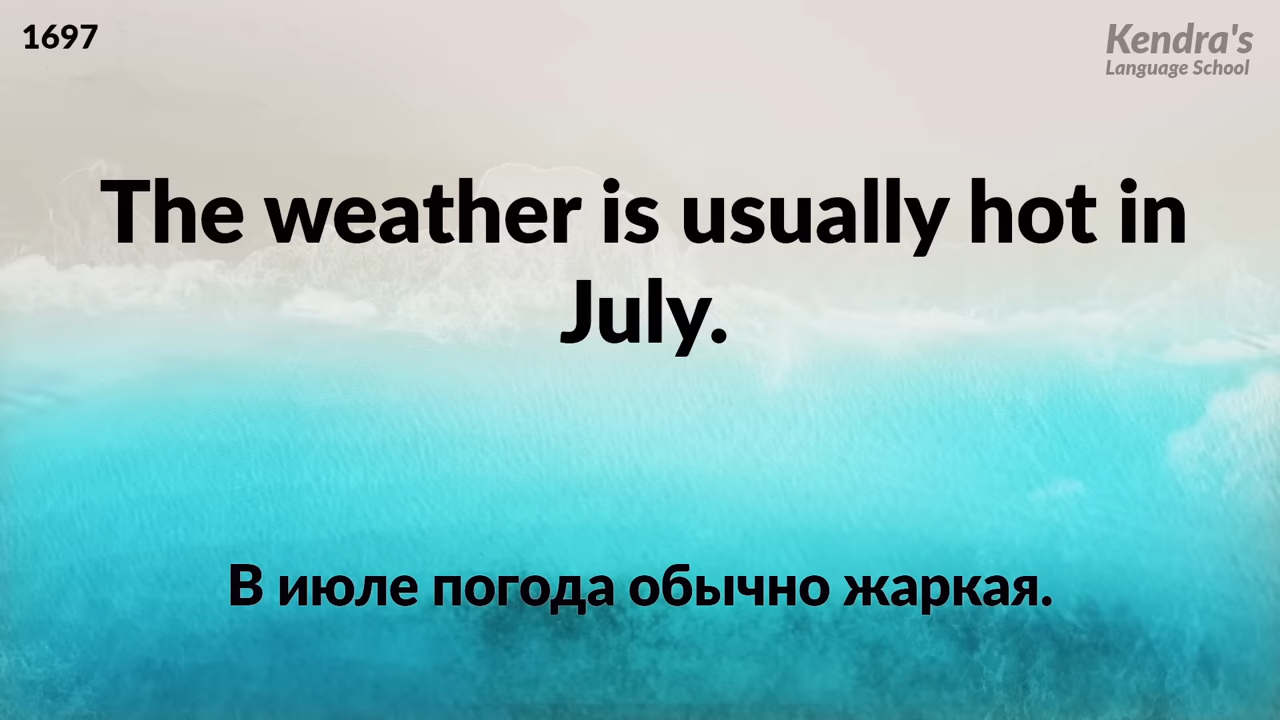 1697
Kendra's
Language School
The weather is usually hot in
July.
В июле погода обычно жаркая.